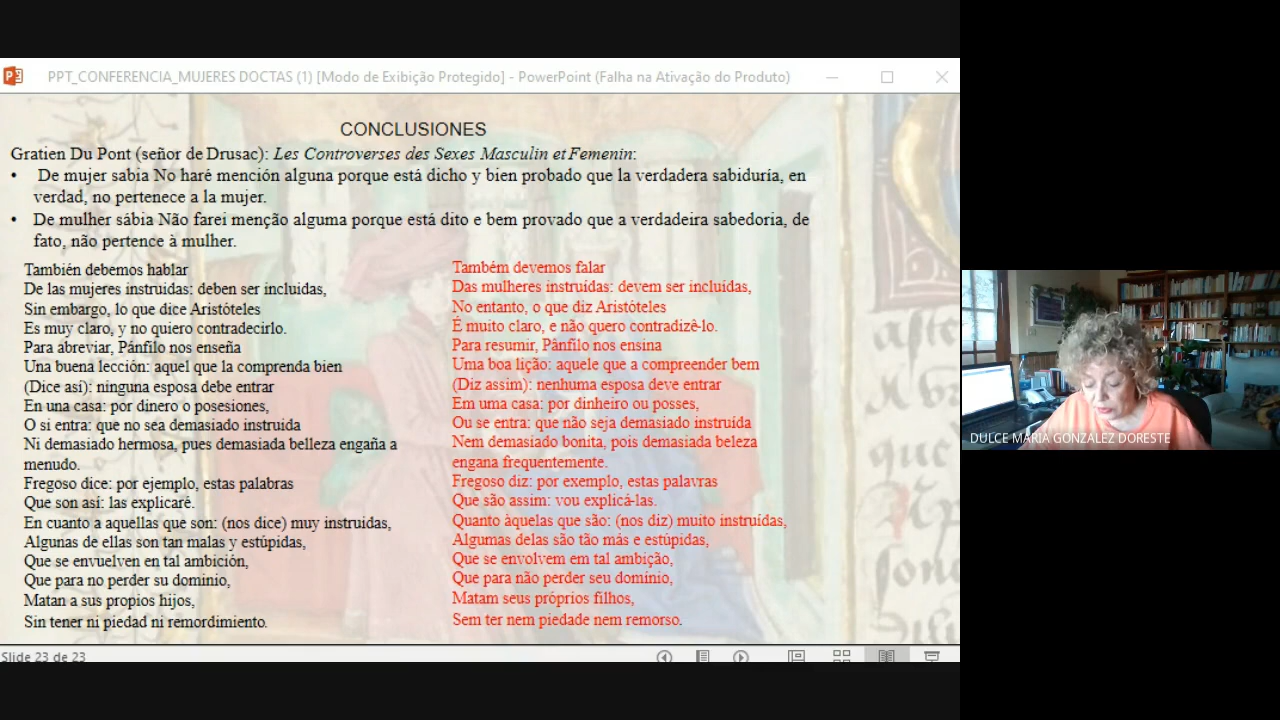 PPT_CONFERENCIA_MUJERES DOCTAS (1) [Modo de Exibição Protegido] - PowerPoint (Falha na Ativação do Produto)
CONCLUSIONES
Gratien Du Pont (señor de Drusac): Les Controverses des Sexes Masculin et Femenin:
• De mujer sabia No haré mención alguna porque está dicho y bien probado que la verdadera sabiduría, en
verdad, no pertenece a la mujer.
• De mulher sábia Não farei menção alguma porque está dito e bem provado que a verdadeira sabedoria, de
fato, não pertence à mulher.
También debemos hablar
De las mujeres instruidas: deben ser incluidas,
Sin embargo, lo que dice Aristóteles
Es muy claro, y no quiero contradecirlo.
Para abreviar, Pánfilo nos enseña
Una buena lección: aquel que la comprenda bien
(Dice así): ninguna esposa debe entrar
En una casa: por dinero o posesiones,
O si entra: que no sea demasiado instruida
Ni demasiado hermosa, pues demasiada belleza engaña a
menudo.
Fregoso dice: por ejemplo, estas palabras
Que son así: las explicaré.
En cuanto a aquellas que son: (nos dice) muy instruidas,
Algunas de ellas son tan malas y estúpidas,
Que se envuelven en tal ambición,
Que para no perder su dominio,
Matan a sus propios hijos,
Sin tener ni piedad ni remordimiento.
Também devemos falar
Das mulheres instruídas: devem ser incluídas,
No entanto, o que diz Aristóteles
É muito claro, e não quero contradizê-lo.
Para resumir, Pânfilo nos ensina
Uma boa lição: aquele que a compreender bem
(Diz assim): nenhuma esposa deve entrar
Em uma casa: por dinheiro ou posses,
Ou se entra: que não seja demasiado instruída
Nem demasiado bonita, pois demasiada beleza
engana frequentemente.
Fregoso diz: por exemplo, estas palavras
Que são assim: vou explicá-las.
Quanto àquelas que são: (nos diz) muito instruídas,
Algumas delas são tão más e estúpidas,
Que se envolvem em tal ambição,
Que para não perder seu domínio,
Matam seus próprios filhos,
Sem ter nem piedade nem remorso.
Slide 23 de 23
DULCE MARIA GONZALEZ DORESTE